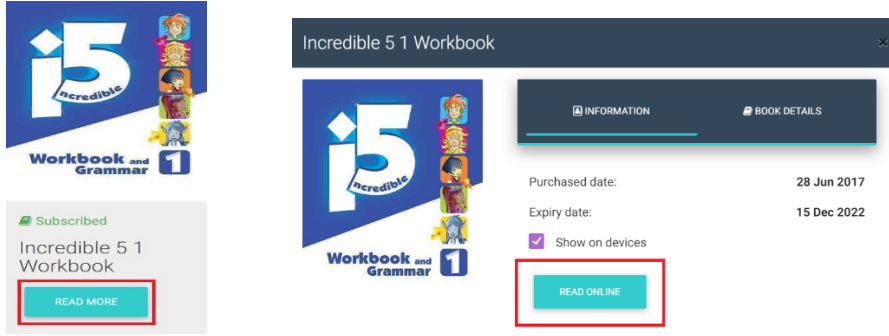 i5
ncredible
Workbook and
Grammar 1
Subscribed
Incredible 5 1
Workbook
READ MORE
Incredible 5 1 Workbook
×
i5
ncredible
Workbook and
Grammar 1
INFORMATION
BOOK DETAILS
Purchased date: 28 Jun 2017
Expiry date: 15 Dec 2022
Show on devices
READ ONLINE